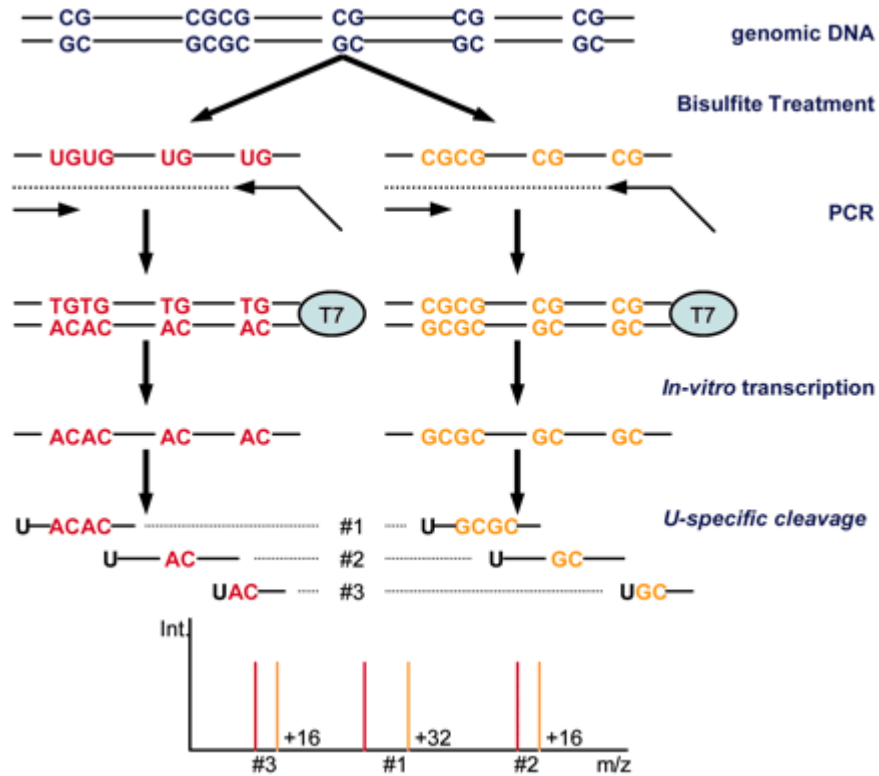 CG CGCG CG CG CG
GC GCGC GC GC GC
genomic DNA
Bisulfite Treatment
UGUG UG UG CGCG CG CG
PCR
TGTG TG TG T7 CGCG CG CG T7
ACAC AC AC GCGC GC GC
In-vitro transcription
ACAC AC AC GCGC GC GC
U-specific cleavage
U ACAC #1 U GCGC
U AC #2 U GC
UAC #3 UGC
Int.
+16 +32 +16
#3 #1 #2 m/z